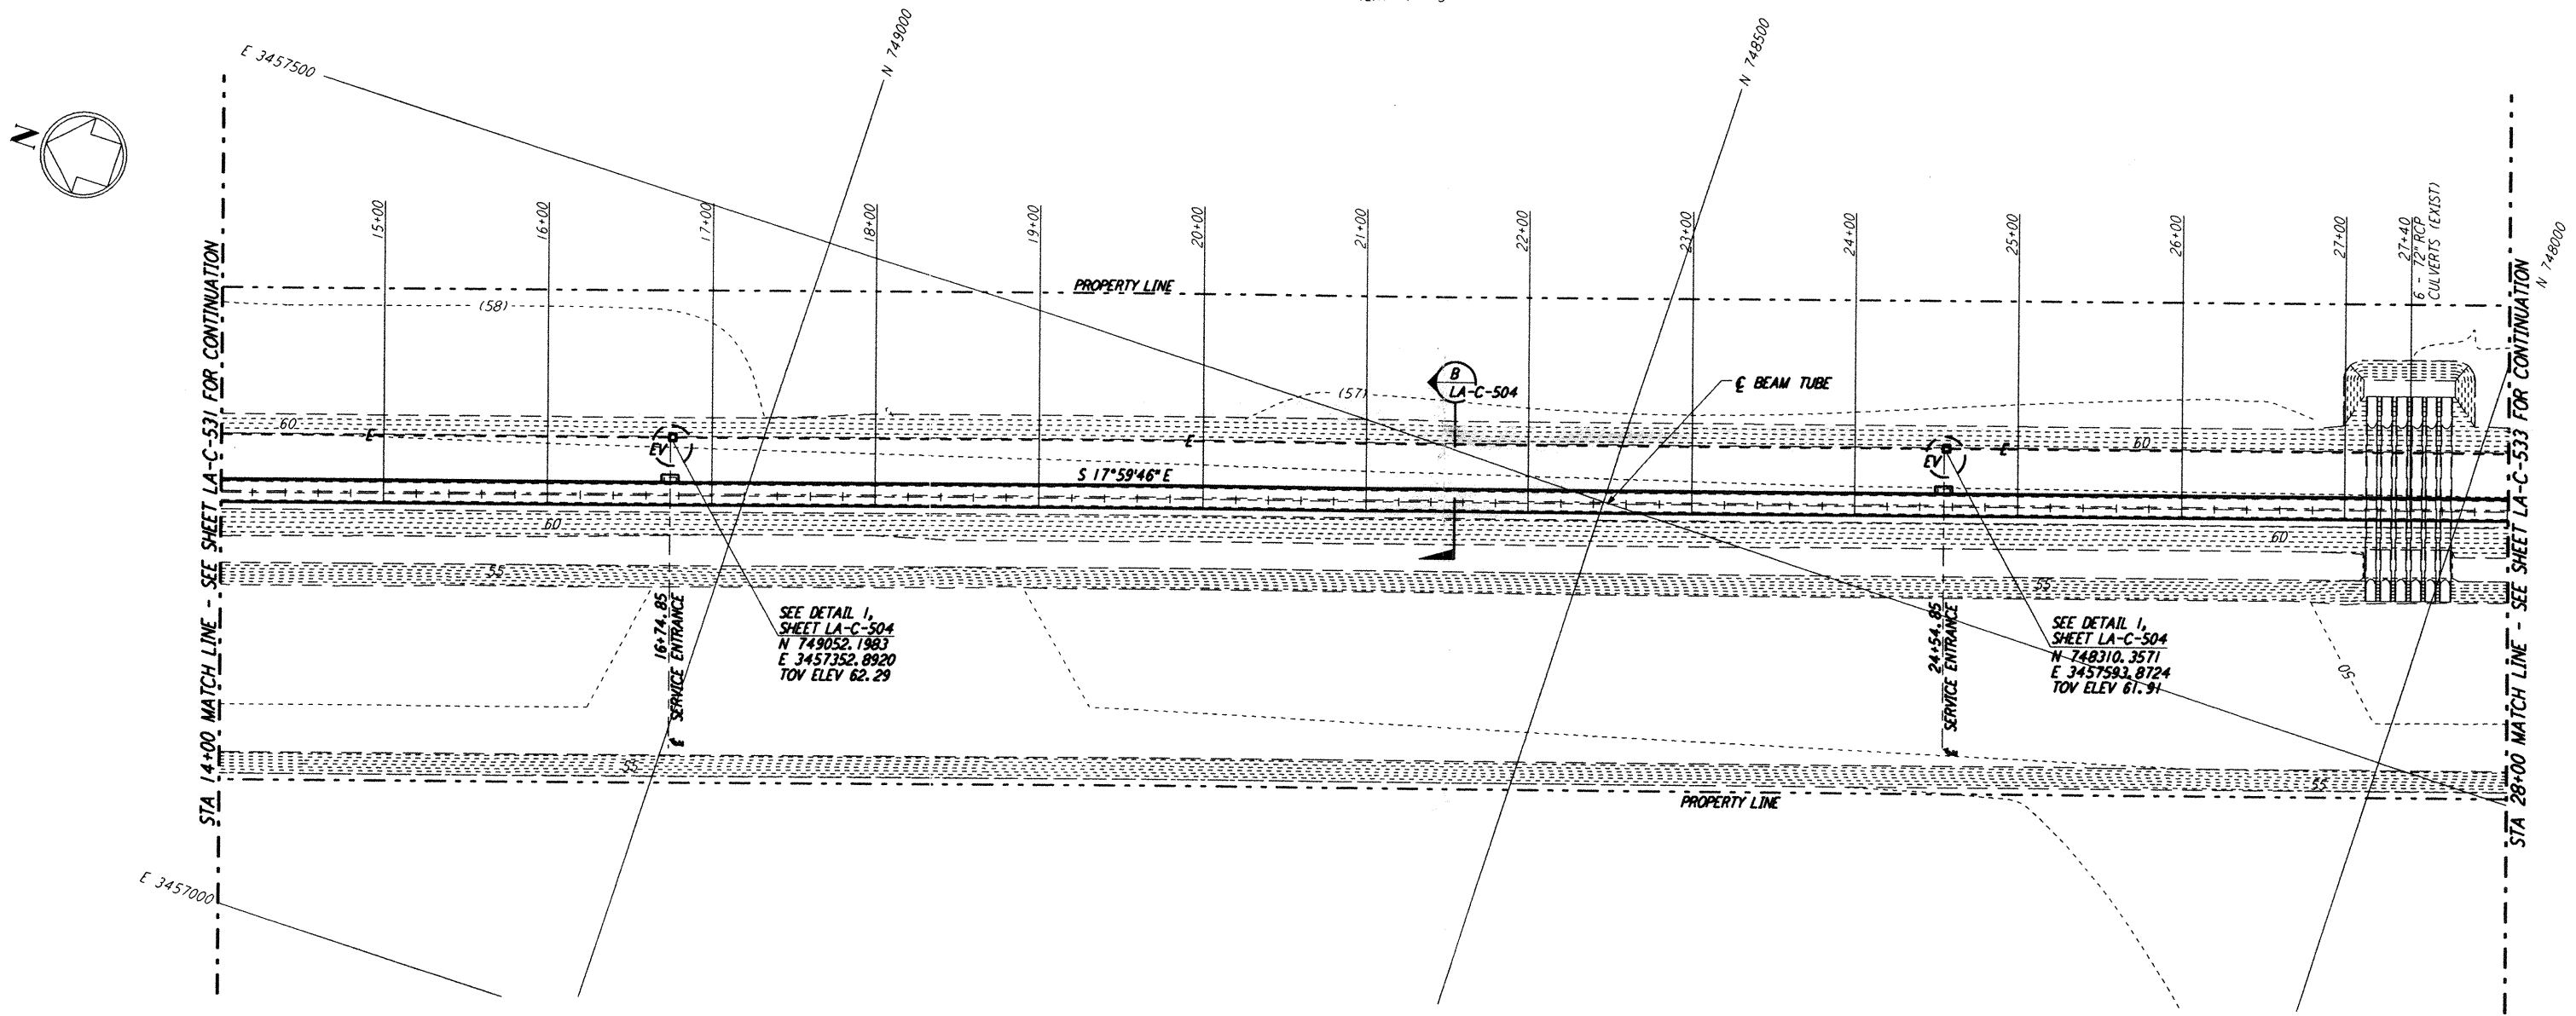 E 3457500
N 749000
N 748500
N
15+00
16+00
17+00
18+00
19+00
20+00
21+00
22+00
23+00
24+00
25+00
26+00
27+00
27+40
6 - 72" RCP
CULVERTS (EXIST)
N 748000
STA 14+00 MATCH LINE - SEE SHEET LA-C-531 FOR CONTINUATION
STA 28+00 MATCH LINE - SEE SHEET LA-C-533 FOR CONTINUATION
PROPERTY LINE
(58)
(57)
B
LA-C-504
℄ BEAM TUBE
60
E
EV
E
EV
E
60
S 17°59'46" E
60
60
55
55
16+74.85
℄ SERVICE ENTRANCE
SEE DETAIL 1,
SHEET LA-C-504
N 749052.1983
E 3457352.8920
TOV ELEV 62.29
24+54.85
℄ SERVICE ENTRANCE
SEE DETAIL 1,
SHEET LA-C-504
N 748310.3571
E 3457593.8724
TOV ELEV 61.91
50
55
55
PROPERTY LINE
E 3457000